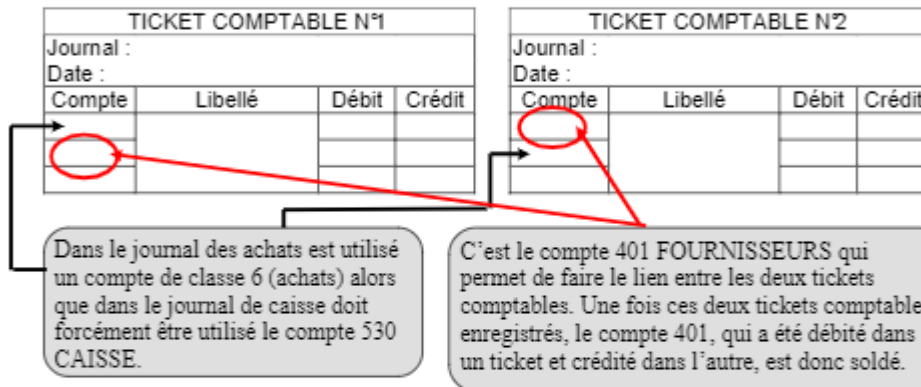 TICKET COMPTABLE N°1
Journal :
Date :
Compte Libellé Débit Crédit
TICKET COMPTABLE N°2
Journal :
Date :
Compte Libellé Débit Crédit
Dans le journal des achats est utilisé
un compte de classe 6 (achats) alors
que dans le journal de caisse doit
forcément être utilisé le compte 530
CAISSE.
C’est le compte 401 FOURNISSEURS qui
permet de faire le lien entre les deux tickets
comptables. Une fois ces deux tickets comptable
enregistrés, le compte 401, qui a été débité dans
un ticket et crédité dans l’autre, est donc soldé.